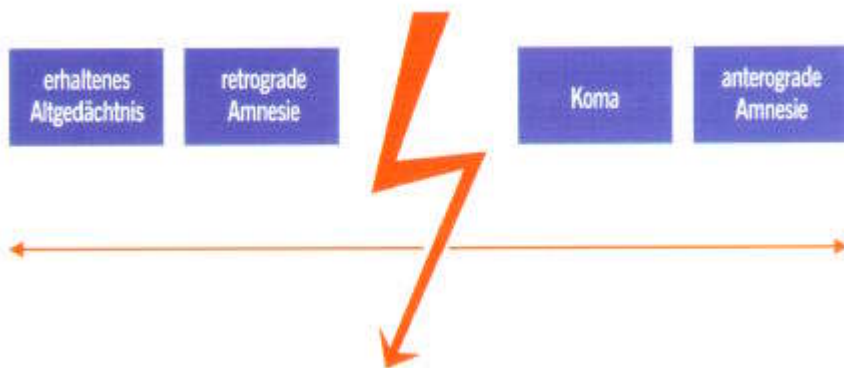 erhaltenes
Altgedächtnis
retrograde
Amnesie
Koma
anterograde
Amnesie